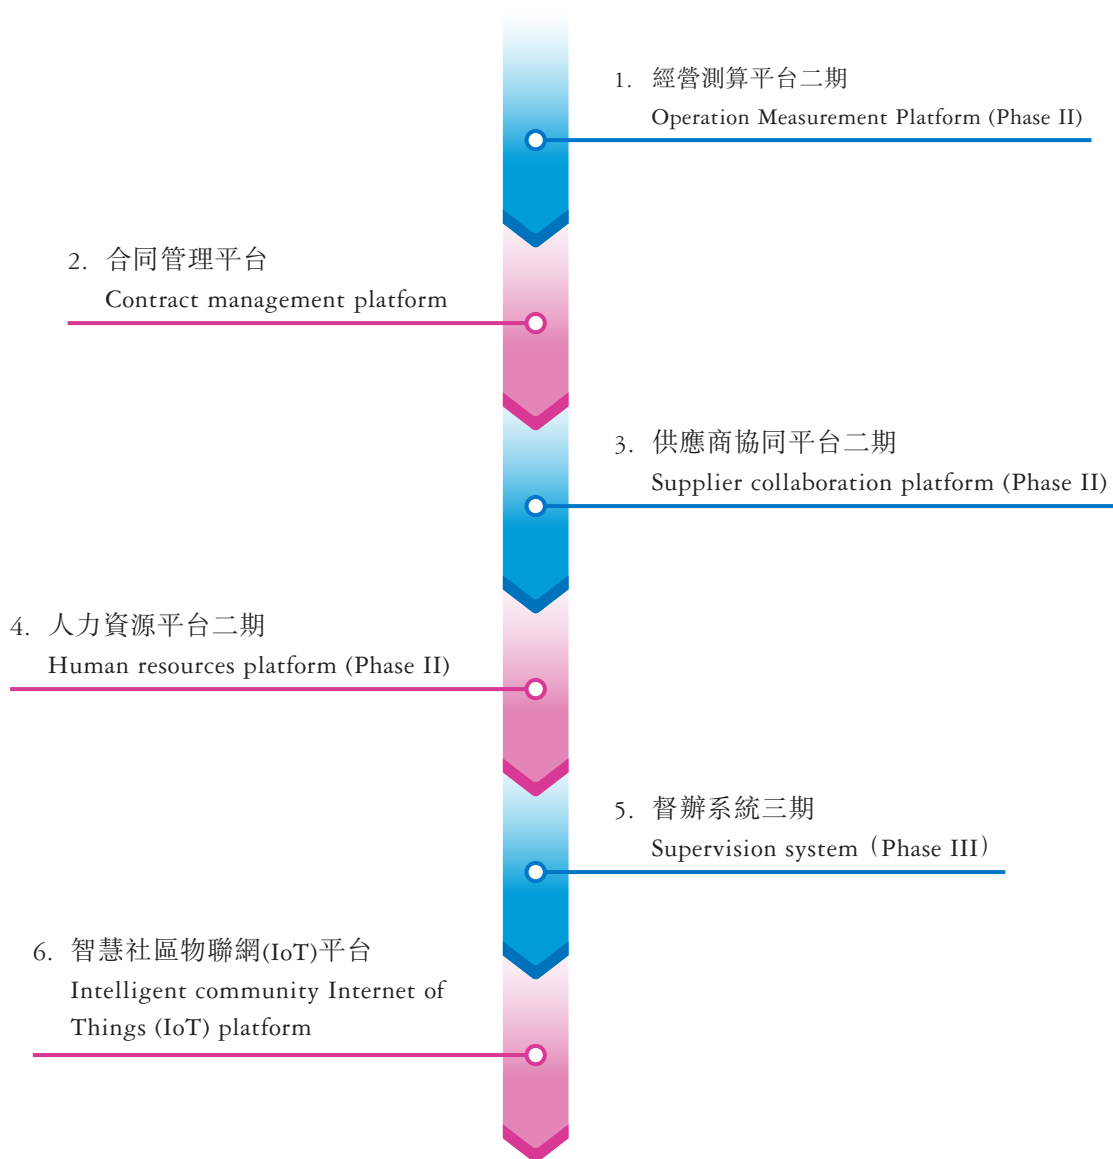 1. 經營測算平台二期
Operation Measurement Platform (Phase II)
2. 合同管理平台
Contract management platform
3. 供應商協同平台二期
Supplier collaboration platform (Phase II)
4. 人力資源平台二期
Human resources platform (Phase II)
5. 督辦系統三期
Supervision system（Phase III）
6. 智慧社區物聯網(IoT)平台
Intelligent community Internet of
Things (IoT) platform